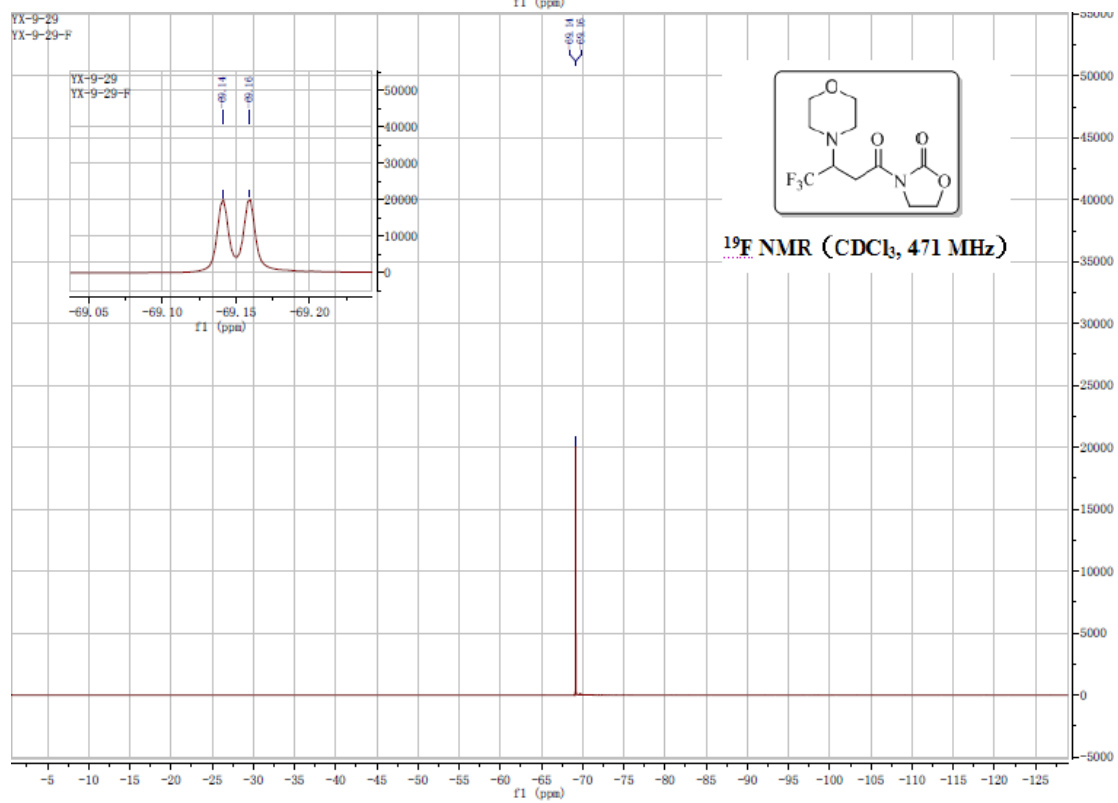 f1 (ppm)
YX-9-29
YX-9-29-F
-69.14
-69.16
55000
50000
45000
40000
35000
30000
25000
20000
15000
10000
5000
0
-5000
YX-9-29
YX-9-29-F
-69.14
-69.16
50000
40000
30000
20000
10000
0
-69.05 -69.10 -69.15 -69.20
f1 (ppm)
O
N O O
F₃C N O
¹⁹F NMR (CDCl₃, 471 MHz)
-5 -10 -15 -20 -25 -30 -35 -40 -45 -50 -55 -60 -65 -70 -75 -80 -85 -90 -95 -100 -105 -110 -115 -120 -125
f1 (ppm)